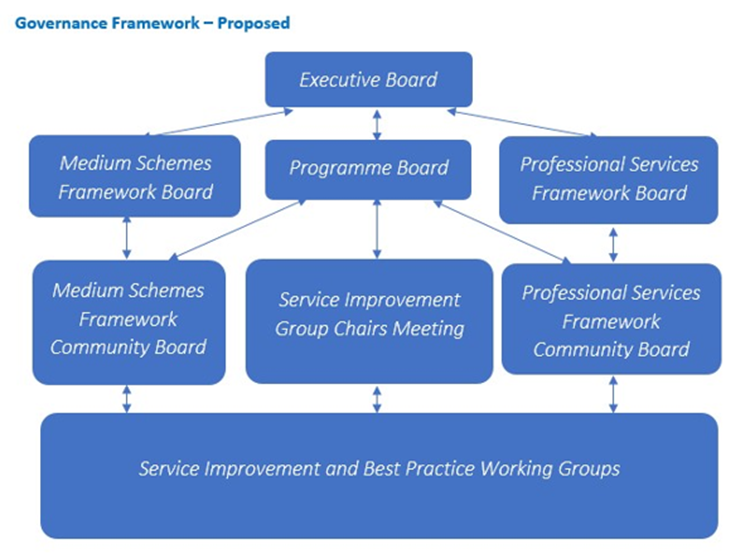 Governance Framework – Proposed
Executive Board
Medium Schemes
Framework Board
Programme Board
Professional Services
Framework Board
Medium Schemes
Framework
Community Board
Service Improvement
Group Chairs Meeting
Professional Services
Framework
Community Board
Service Improvement and Best Practice Working Groups